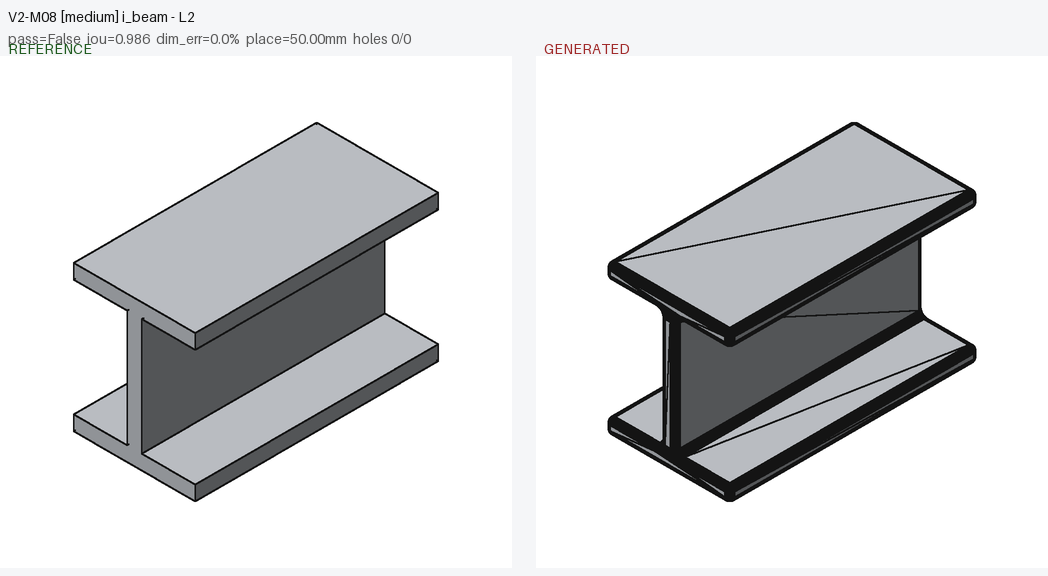 V2-M08 [medium] i_beam - L2
pass=False iou=0.986 dim_err=0.0% place=50.00mm holes 0/0
REFERENCE
GENERATED